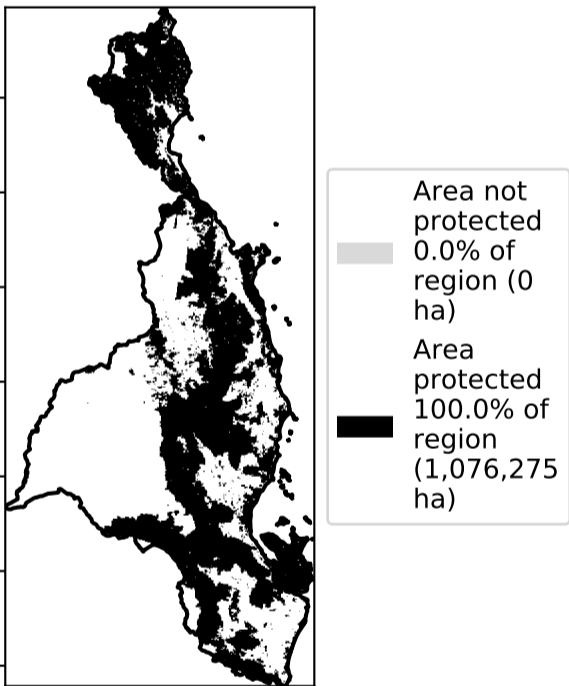 Area not
protected
0.0% of
region (0
ha)
Area
protected
100.0% of
region
(1,076,275
ha)